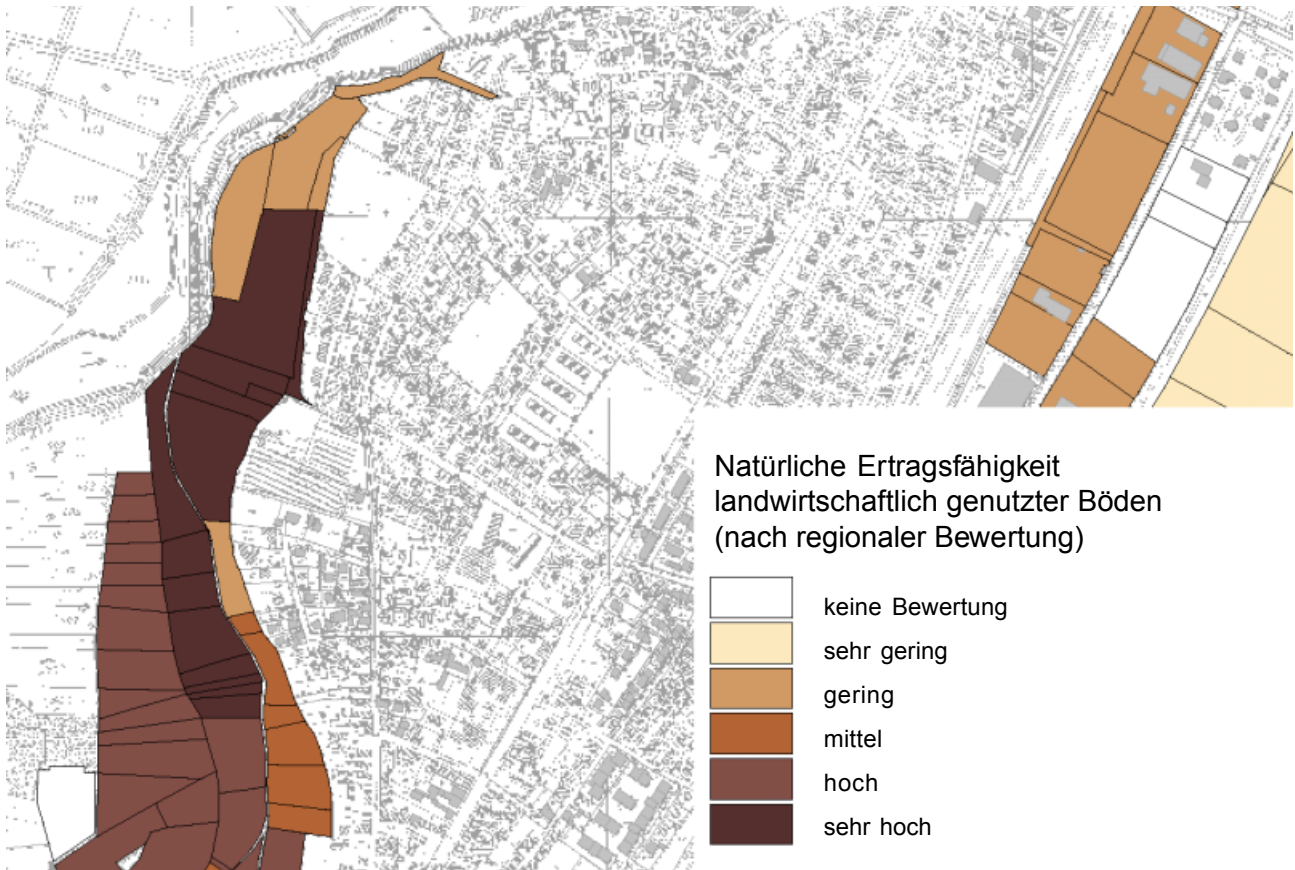 Natürliche Ertragsfähigkeit
landwirtschaftlich genutzter Böden
(nach regionaler Bewertung)
keine Bewertung
sehr gering
gering
mittel
hoch
sehr hoch